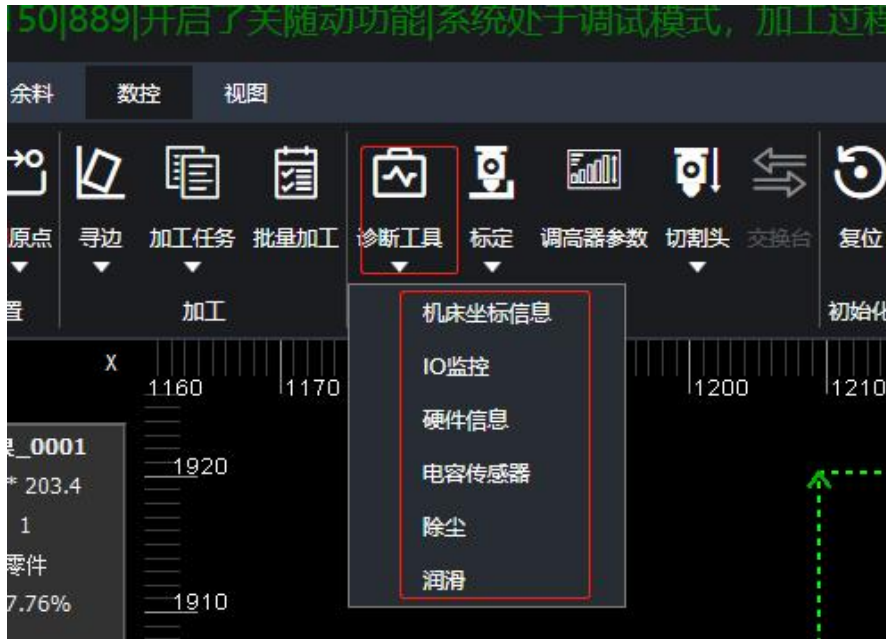 150|889|开启了关随动功能|系统处于调试模式，加工过程
余料 数控 视图
原点 寻边 加工任务 批量加工 诊断工具 标定 调高器参数 切割头 交换台 复位
置 加工 初始化
机床坐标信息
X
IO监控
1160 1170 1200 1210
硬件信息
_0001
1920
电容传感器
* 203.4
1
除尘
零件
润滑
7.76%
1910